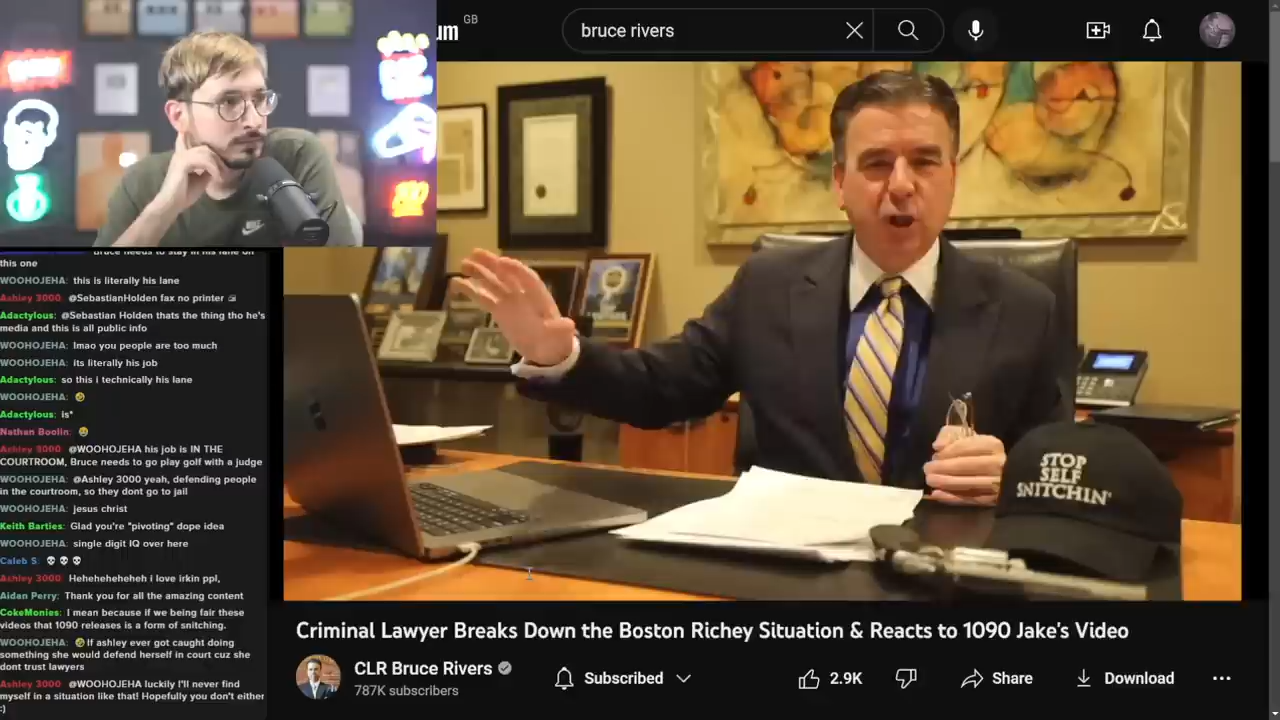 um
GB
bruce rivers
Bruce needs to stay in his lane on
this one
WOOHOJEHA: this is literally his lane
Ashley 3000 @SebastianHolden fax no printer
Adactylous: @Sebastian Holden thats the thing tho he's
media and this is all public info
WOOHOJEHA: lmao you people are too much
WOOHOJEHA: its literally his job
Adactylous: so this i technically his lane
WOOHOJEHA: 🤣
Adactylous: is*
Nathan Boolin: 😂
Ashley 3000 @WOOHOJEHA his job is IN THE
COURTROOM, Bruce needs to go play golf with a judge
WOOHOJEHA: @Ashley 3000 yeah, defending people
in the courtroom, so they dont go to jail
WOOHOJEHA: jesus christ
Keith Barties: Glad you're "pivoting" dope idea
WOOHOJEHA: single digit IQ over here
Caleb S: 💀 💀 💀
Ashley 3000 Heheheheheheh i love irkin ppl,
Aidan Perry: Thank you for all the amazing content
CokeMonies: I mean because if we being fair these
videos that 1090 releases is a form of snitching.
WOOHOJEHA: 🤣If ashley ever got caught doing
something she would defend herself in court cuz she
dont trust lawyers
Ashley 3000 @WOOHOJEHA luckily I'll never find
myself in a situation like that! Hopefully you don't either
:)
STOP
SELF
SNITCHIN'
Criminal Lawyer Breaks Down the Boston Richey Situation & Reacts to 1090 Jake's Video
CLR Bruce Rivers
787K subscribers
Subscribed
2.9K
Share
Download